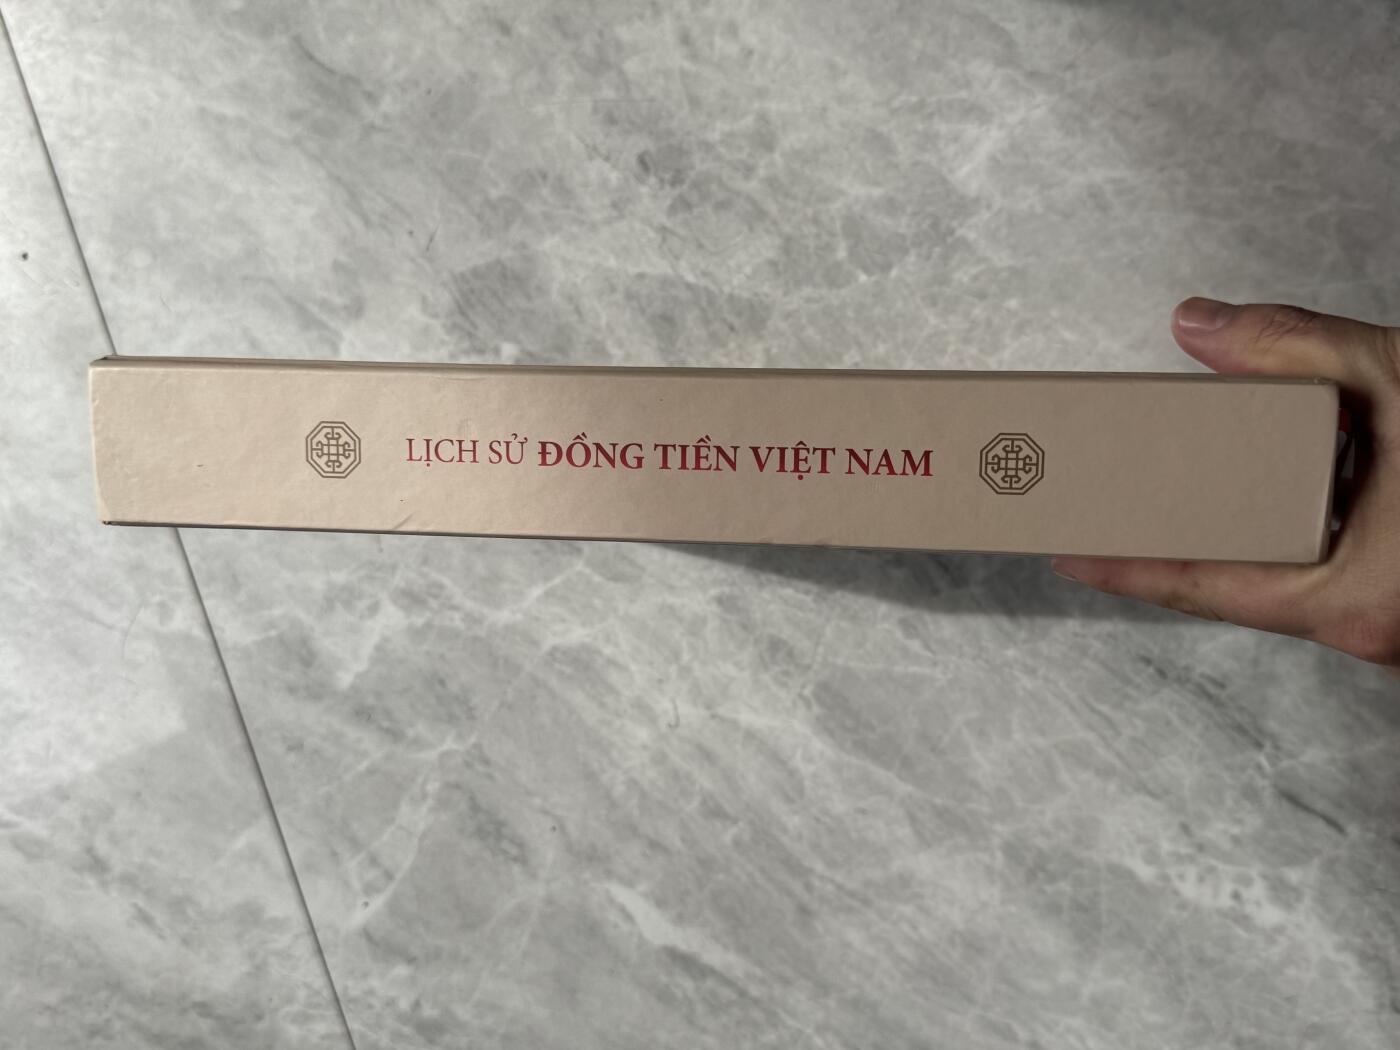 LỊCH SỬ ĐỒNG TIỀN VIỆT NAM